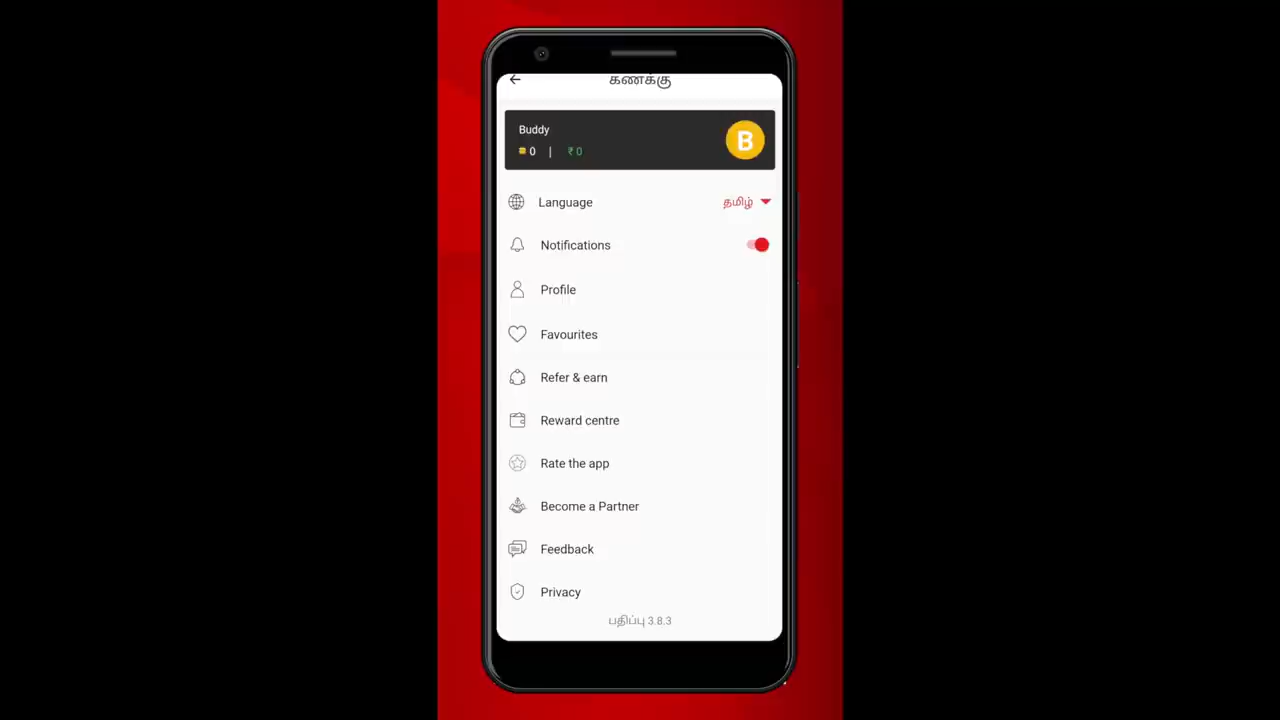 கணக்கு
Buddy
B
0 | ₹ 0
Language தமிழ்
Notifications
Profile
Favourites
Refer & earn
Reward centre
Rate the app
Become a Partner
Feedback
Privacy
பதிப்பு 3.8.3